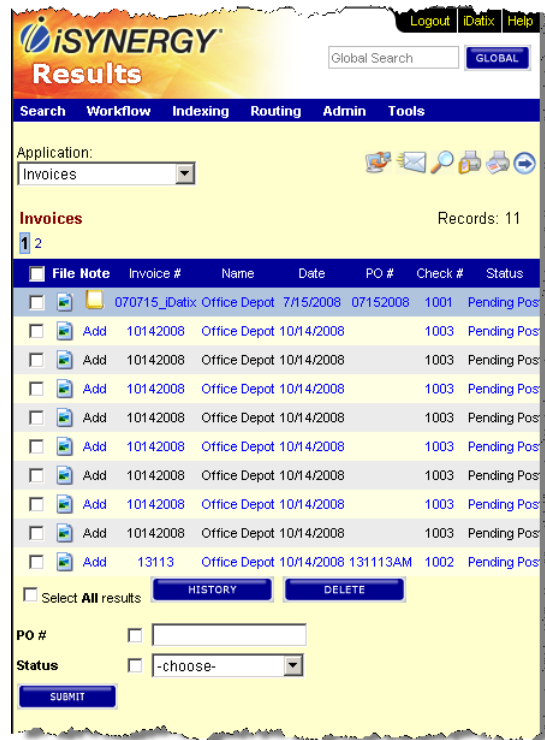 Logout iDatix Help
iSYNERGY
Results
Global Search GLOBAL
Search Workflow Indexing Routing Admin Tools
Application:
Invoices
Invoices Records: 11
1 2
File Note Invoice # Name Date PO # Check # Status
070715_iDatix Office Depot 7/15/2008 07152008 1001 Pending Pos
Add 10142008 Office Depot 10/14/2008 1003 Pending Pos
Add 10142008 Office Depot 10/14/2008 1003 Pending Pos
Add 10142008 Office Depot 10/14/2008 1003 Pending Pos
Add 10142008 Office Depot 10/14/2008 1003 Pending Pos
Add 10142008 Office Depot 10/14/2008 1003 Pending Pos
Add 10142008 Office Depot 10/14/2008 1003 Pending Pos
Add 10142008 Office Depot 10/14/2008 1003 Pending Pos
Add 10142008 Office Depot 10/14/2008 1003 Pending Pos
Add 13113 Office Depot 10/14/2008 131113AM 1002 Pending Pos
Select All results HISTORY DELETE
PO #
Status -choose-
SUBMIT